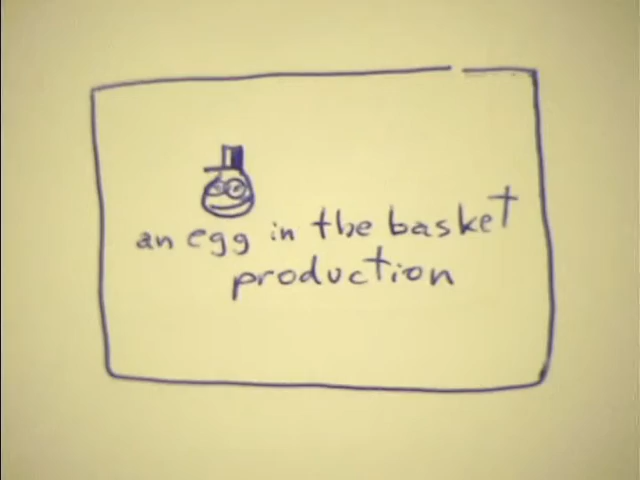 an egg in the basket
production